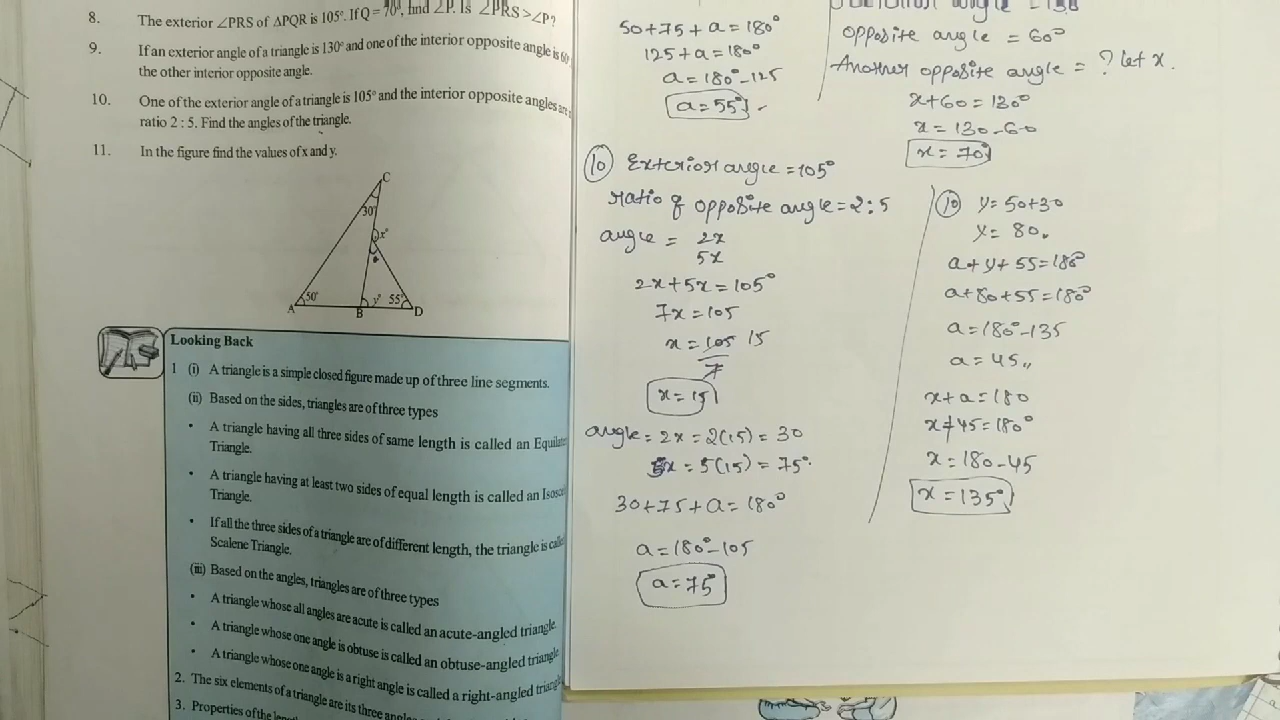 8. The exterior ∠PRS of ΔPQR is 105°. If Q = 70°, find ∠P. Is ∠PRS > ∠P?
9. If an exterior angle of a triangle is 130° and one of the interior opposite angle is 60°
the other interior opposite angle.
10. One of the exterior angle of a triangle is 105° and the interior opposite angles are
ratio 2 : 5. Find the angles of the triangle.
11. In the figure find the values of x and y.
C
30°
x°
A
50°
B
y°
55°
D
Looking Back
1 (i) A triangle is a simple closed figure made up of three line segments.
(ii) Based on the sides, triangles are of three types
• A triangle having all three sides of same length is called an
Triangle.
• A triangle having at least two sides of equal length is called an
Triangle.
• If all the three sides of a triangle are of different length, the triangle is
Scalene Triangle.
(iii) Based on the angles, triangles are of three types
• A triangle whose all angles are acute is called an acute-angled triangle.
• A triangle whose one angle is obtuse is called an obtuse-angled triangle
• A triangle whose one angle is a right angle is called a right-angled
2. The six elements of a triangle are its three
3. Properties of the
50+75+a=180°
125+a=180°
a=180°-125
a=55°
opposite angle = 60°
Another opposite angle = ? let x.
x+60=130°
x=130-60
x=70°
10 Exterior angle=105°
ratio of opposite angle=2:5
angle = 2x
5x
2x+5x=105°
7x=105
x=105 15
7
x=15
angle=2x=2(15)=30
5x=5(15)=75°
30+75+a=180°
a=180°-105
a=75°
10 y=50+30
y=80
a+y+55=180°
a+80+55=180°
a=180°-135
a=45
x+a=180
x+45=180°
x=180-45
x=135°